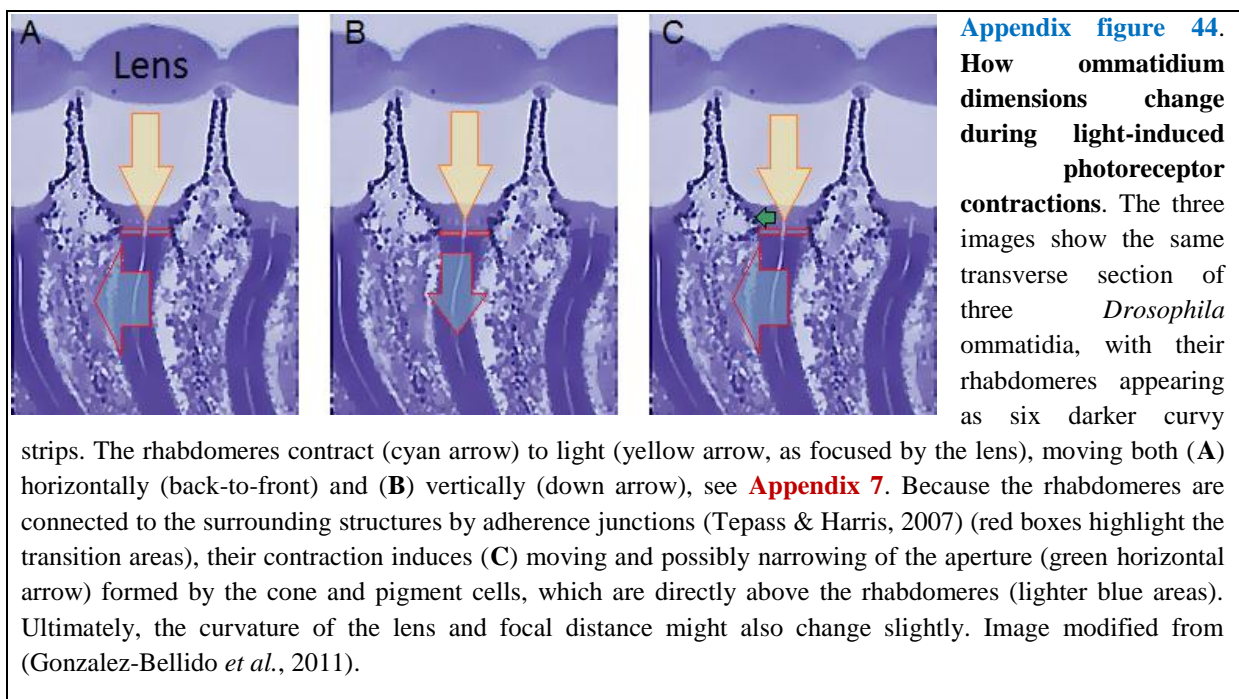 A
Lens
B
C
Appendix figure 44.
How ommatidium
dimensions change
during light-induced
photoreceptor
contractions. The three
images show the same
transverse section of
three Drosophila
ommatidia, with their
rhabdomeres appearing
as six darker curvy
strips. The rhabdomeres contract (cyan arrow) to light (yellow arrow, as focused by the lens), moving both (A)
horizontally (back-to-front) and (B) vertically (down arrow), see Appendix 7. Because the rhabdomeres are
connected to the surrounding structures by adherence junctions (Tepass & Harris, 2007) (red boxes highlight the
transition areas), their contraction induces (C) moving and possibly narrowing of the aperture (green horizontal
arrow) formed by the cone and pigment cells, which are directly above the rhabdomeres (lighter blue areas).
Ultimately, the curvature of the lens and focal distance might also change slightly. Image modified from
(Gonzalez-Bellido et al., 2011).